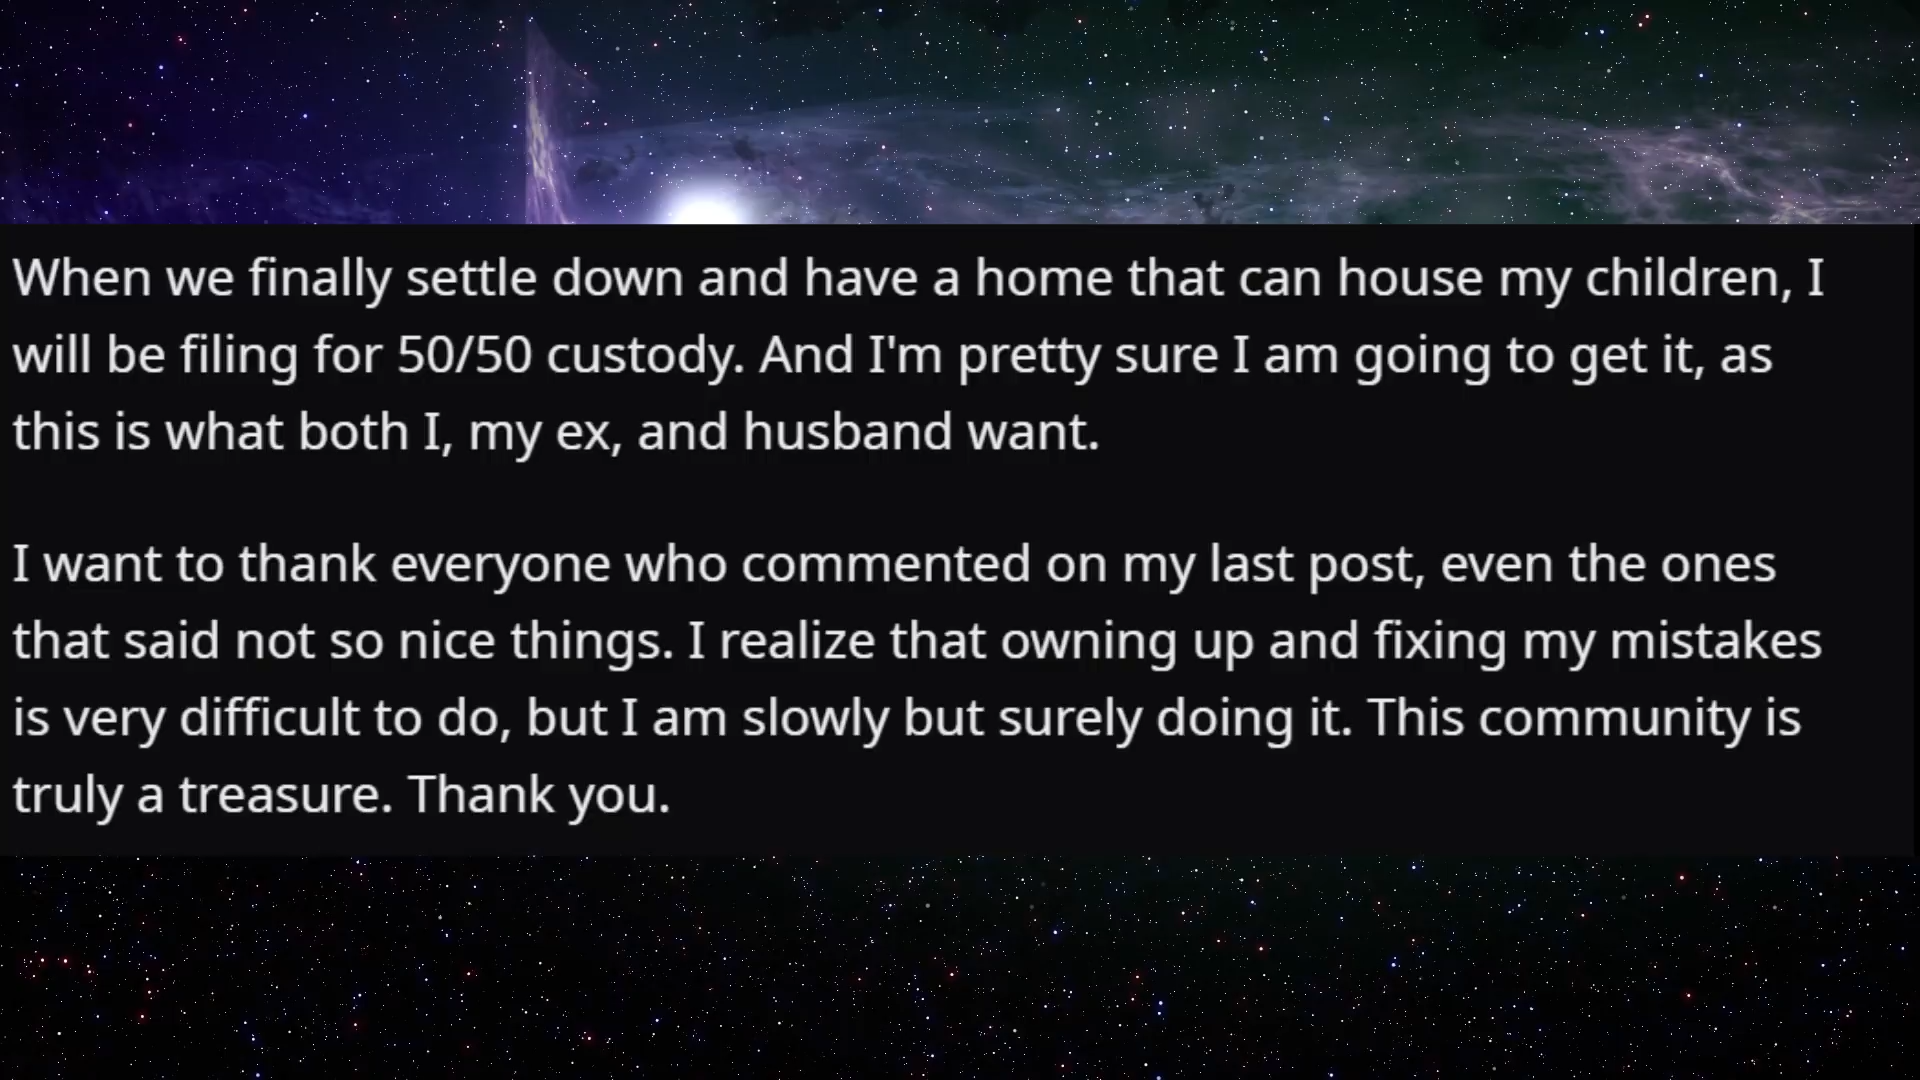 When we finally settle down and have a home that can house my children, I
will be filing for 50/50 custody. And I'm pretty sure I am going to get it, as
this is what both I, my ex, and husband want.
I want to thank everyone who commented on my last post, even the ones
that said not so nice things. I realize that owning up and fixing my mistakes
is very difficult to do, but I am slowly but surely doing it. This community is
truly a treasure. Thank you.